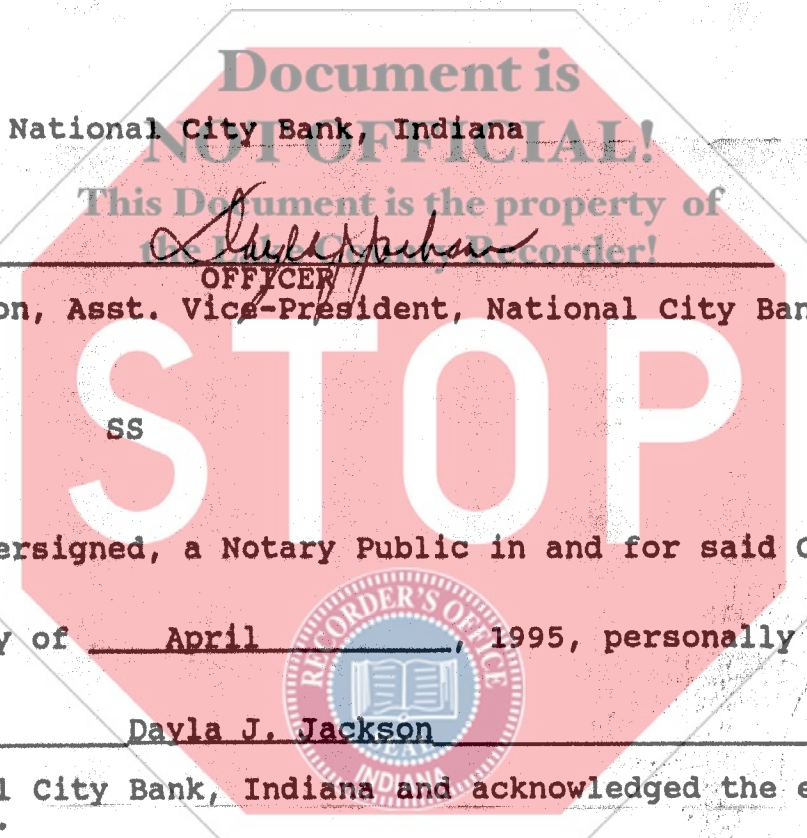 Document is
National City Bank, Indiana
NOT OFFICIAL!
This Document is the property of
the Lake County Recorder!
OFFICER
on, Asst. Vice-President, National City Ban
STOP
SS
ersigned, a Notary Public in and for said C
y of April, 1995, personally
RECORDER'S OFFICE
Dayla J. Jackson
INDIANA
l City Bank, Indiana and acknowledged the e